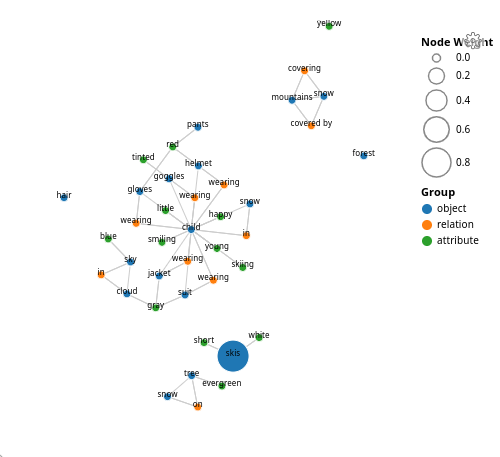 yellow
Node Weight
covering
0.0
0.2
mountains
snow
0.4
covered by
pants
0.6
red
tinted
forest
helmet
0.8
goggles
wearing
gloves
Group
hair
wearing
snow
object
little
happy
wearing
child
relation
blue
smiling
in
attribute
young
sky
wearing
skiing
in
jacket
wearing
cloud
suit
gray
short
white
skis
tree
evergreen
snow
on